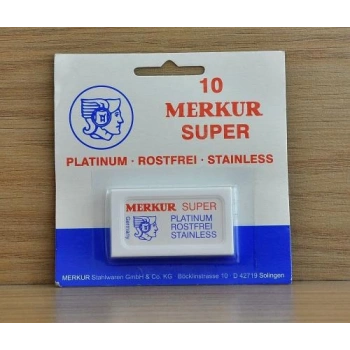 10
MERKUR
SUPER
PLATINUM · ROSTFREI · STAINLESS
MERKUR SUPER
Germany
PLATINUM
ROSTFREI
STAINLESS
MERKUR Stahlwaren GmbH & Co. KG Böcklinstrasse 10 D 42719 Solingen